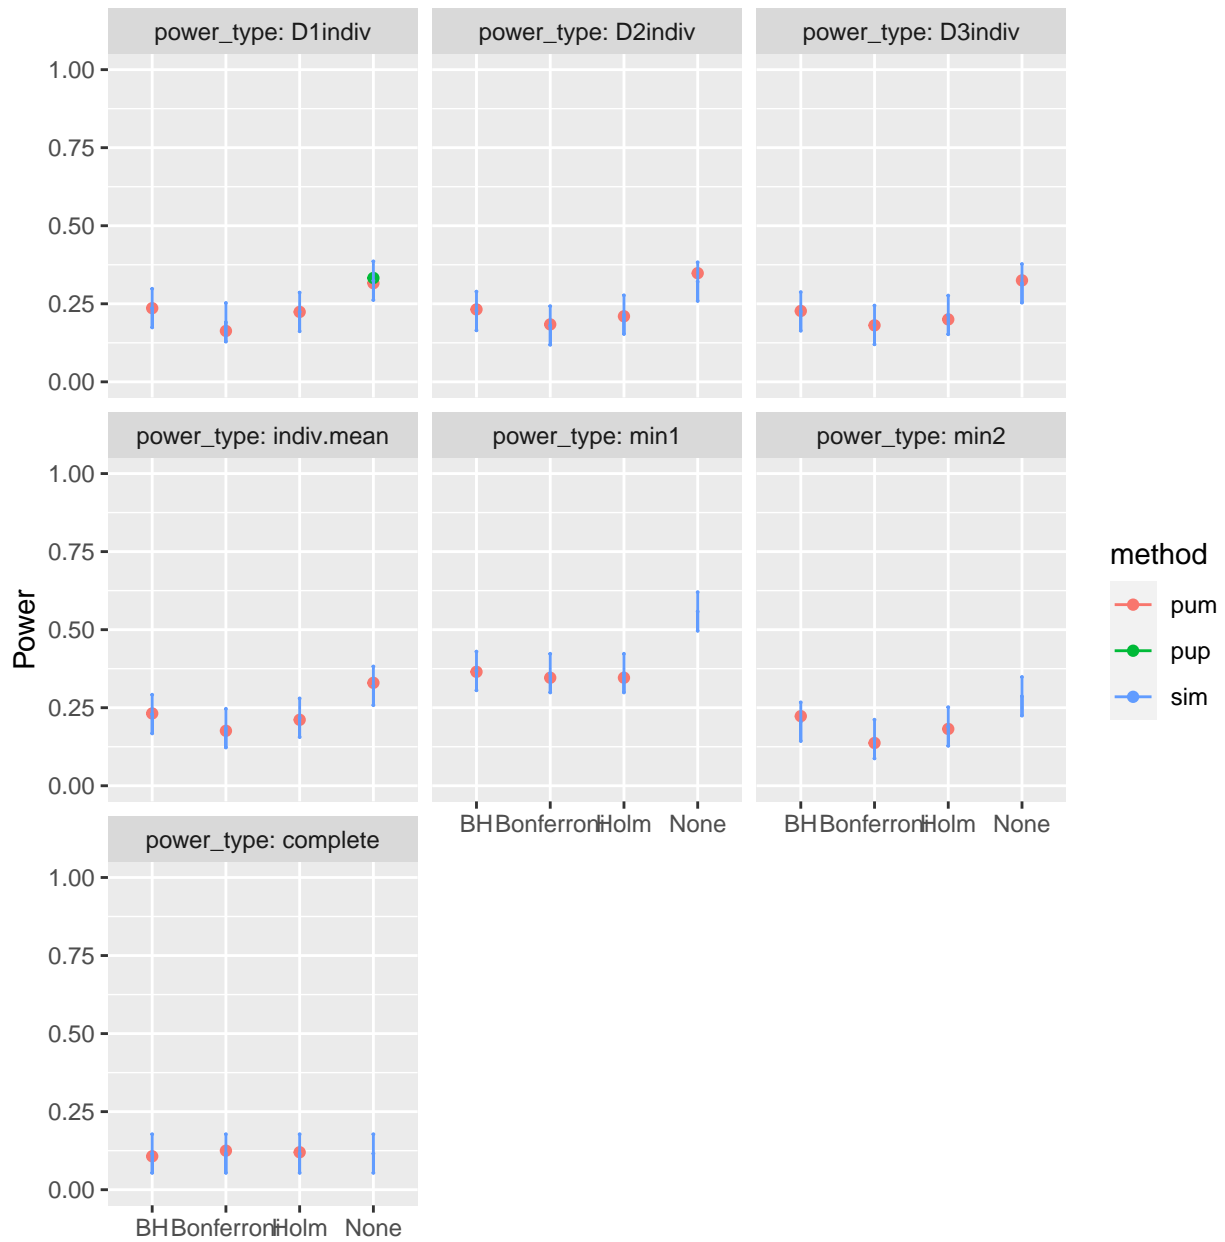 power_type: D1indiv
power_type: D2indiv
power_type: D3indiv
1.00
0.75
0.50
0.25
0.00
power_type: indiv.mean
power_type: min1
power_type: min2
1.00
0.75
0.50
0.25
0.00
BH Bonferroni Holm None
BH Bonferroni Holm None
power_type: complete
1.00
0.75
0.50
0.25
0.00
BH Bonferroni Holm None
Power
method
pum
pup
sim